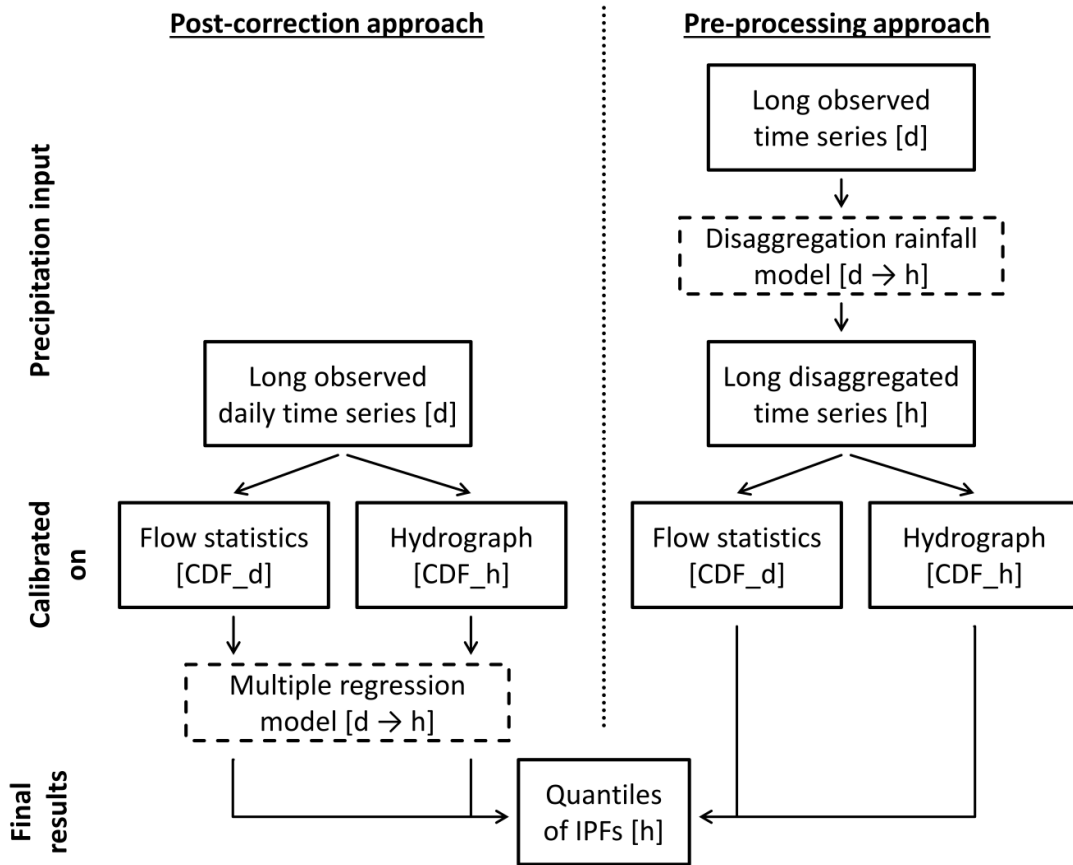 Post-correction approach
Pre-processing approach
Precipitation input
Long observed
time series [d]
Disaggregation rainfall
model [d → h]
Long observed
daily time series [d]
Long disaggregated
time series [h]
Calibrated
on
Flow statistics
[CDF_d]
Hydrograph
[CDF_h]
Flow statistics
[CDF_d]
Hydrograph
[CDF_h]
Multiple regression
model [d → h]
Final
results
Quantiles
of IPFs [h]